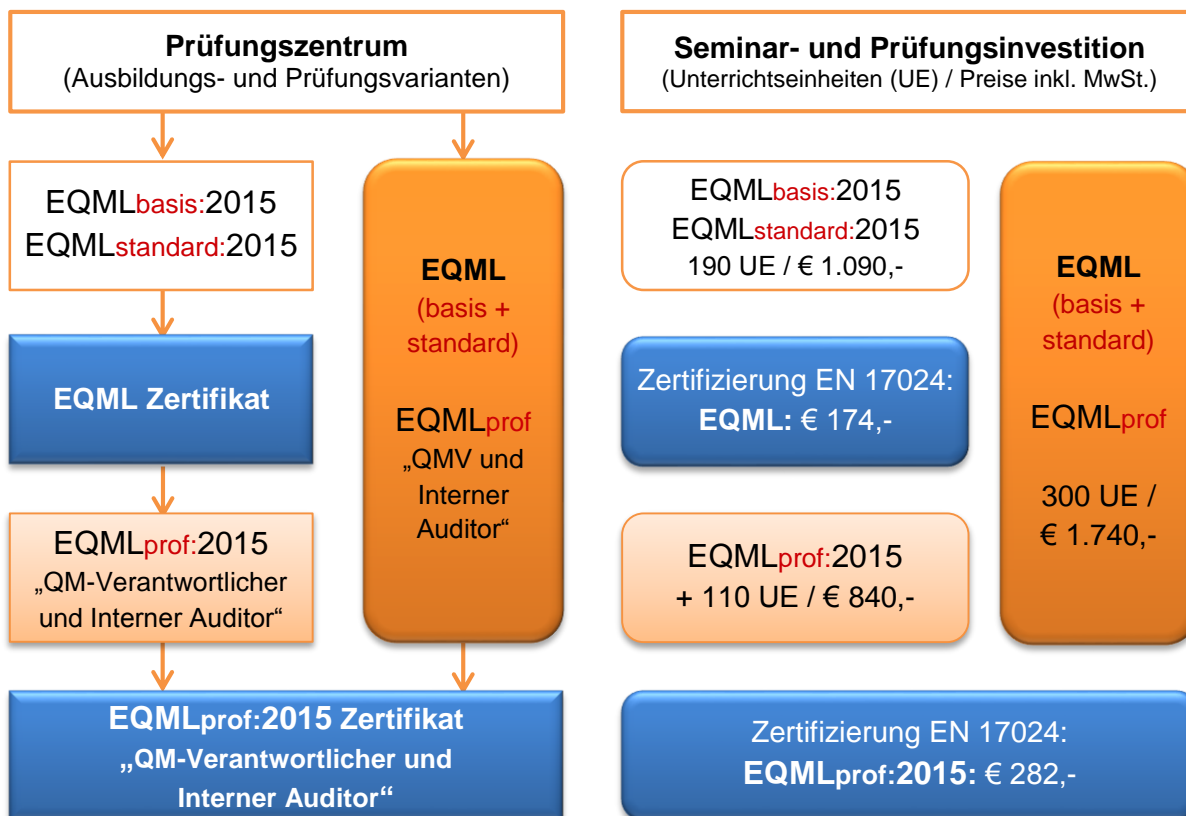 Prüfungszentrum
(Ausbildungs- und Prüfungsvarianten)
EQMLbasis:2015
EQMLstandard:2015
EQML Zertifikat
EQMLprof:2015
„QM-Verantwortlicher
und Interner Auditor“
EQML
(basis +
standard)
EQMLprof
„QMV und
Interner
Auditor“
EQMLprof:2015 Zertifikat
„QM-Verantwortlicher und
Interner Auditor“
Seminar- und Prüfungsinvestition
(Unterrichtseinheiten (UE) / Preise inkl. MwSt.)
EQMLbasis:2015
EQMLstandard:2015
190 UE / € 1.090,-
Zertifizierung EN 17024:
EQML: € 174,-
EQMLprof:2015
+ 110 UE / € 840,-
EQML
(basis +
standard)
EQMLprof
300 UE /
€ 1.740,-
Zertifizierung EN 17024:
EQMLprof:2015: € 282,-